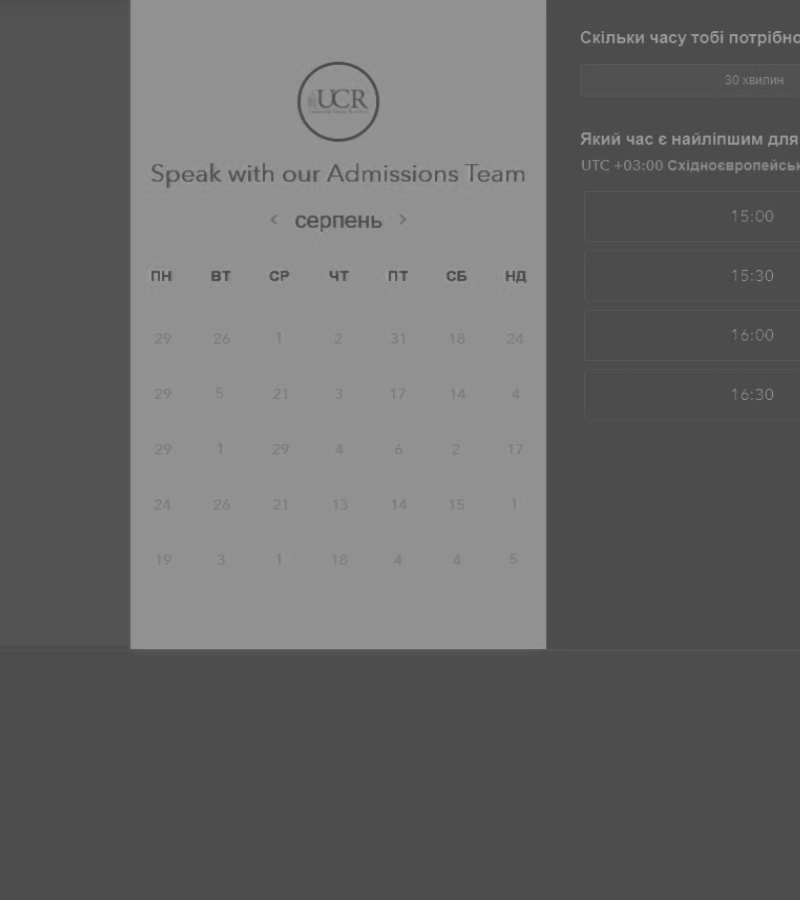 UCR
Speak with our Admissions Team
серпень
ПН ВТ СР ЧТ ПТ СБ НД
29 26 1 2 31 18 24
29 5 21 3 17 14 4
29 1 29 4 6 2 17
24 26 21 13 14 15 1
19 3 1 18 4 4 5
Скільки часу тобі потрібно
30 хвилин
Який час є найліпшим для
UTC +03:00
15:00
15:30
16:00
16:30